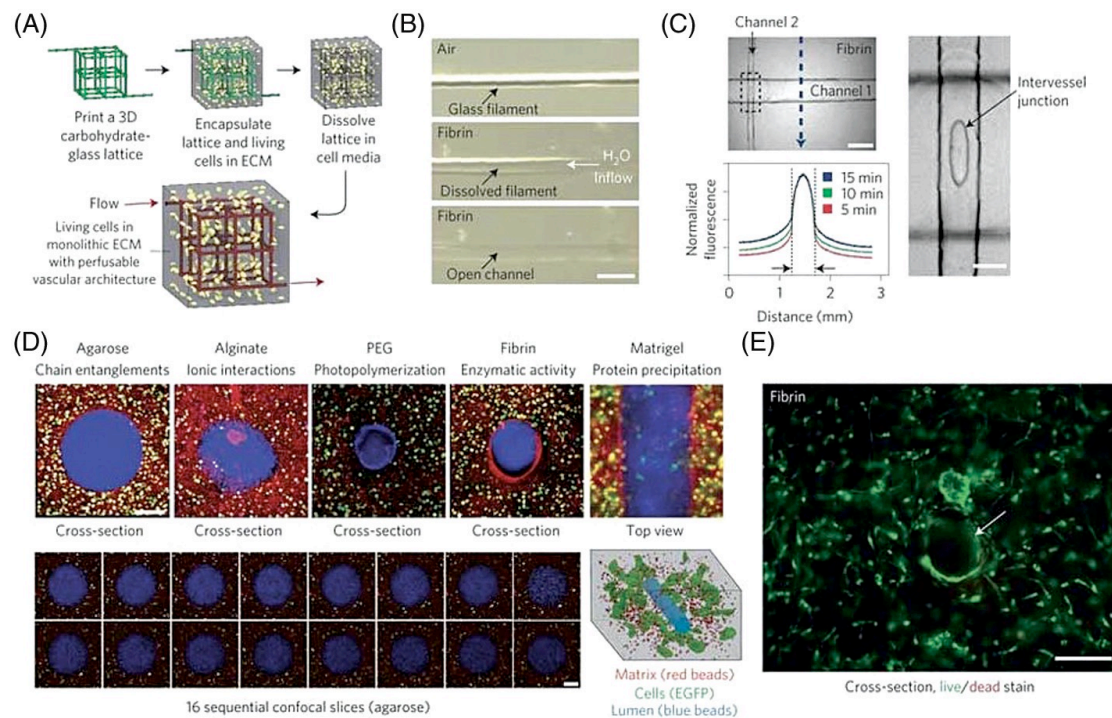 (A)
Print a 3D
carbohydrate-
glass lattice
Encapsulate
lattice and living
cells in ECM
Dissolve
lattice in
cell media
Flow
Living cells in
monolithic ECM
with perfusable
vascular architecture
(B)
Air
Glass filament
Fibrin
H2O
Inflow
Dissolved filament
Fibrin
Open channel
(C)
Channel 2
Fibrin
Channel 1
Intervessel
junction
Normalized
fluorescence
15 min
10 min
5 min
0 1 2 3
Distance (mm)
(D)
Agarose
Chain entanglements
Alginate
Ionic interactions
PEG
Photopolymerization
Fibrin
Enzymatic activity
Matrigel
Protein precipitation
Cross-section
Cross-section
Cross-section
Cross-section
Top view
16 sequential confocal slices (agarose)
Matrix (red beads)
Cells (EGFP)
Lumen (blue beads)
(E)
Fibrin
Cross-section, live/dead stain